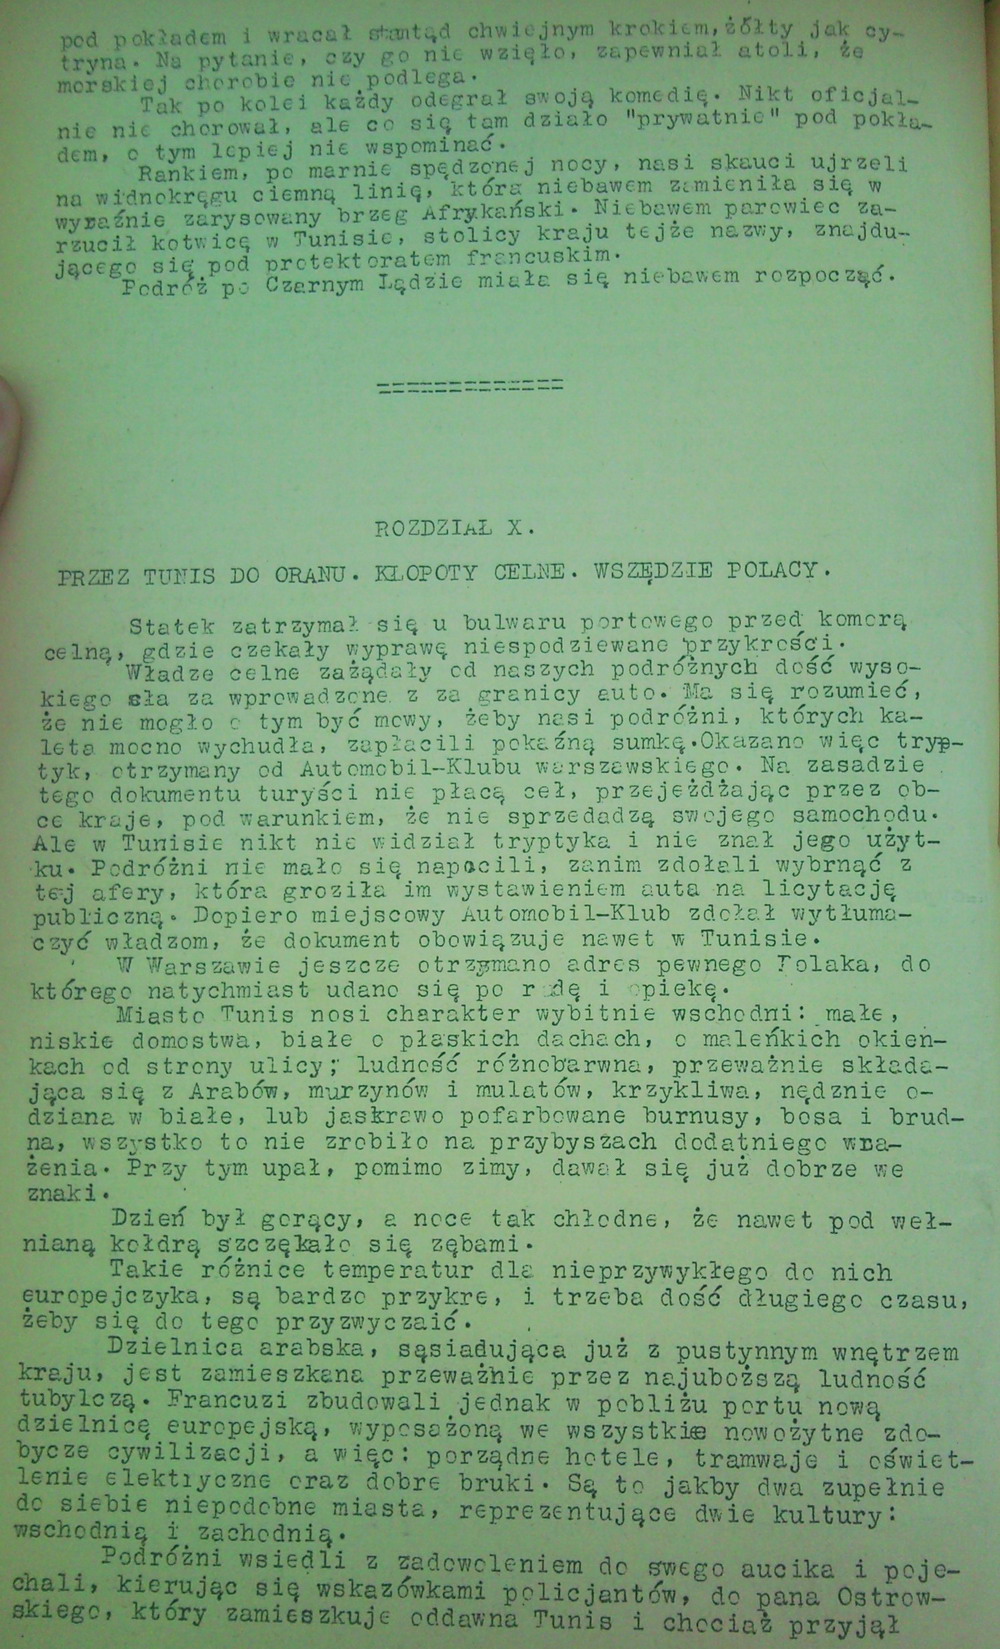 pod pokładem i wracał stamtąd chwiejnym krokiem, żółty jak cy-
tryna. Na pytanie, czy go nie wzięło, zapewniał atoli, że
morskiej chorobie nie podlega.
Tak po kolei każdy odegrał swoją komedię. Nikt oficjal-
nie nie chorował, ale co się tam działo "prywatnie" pod pokła-
dem, o tym lepiej nie wspominać.
Rankiem, po marnie spędzonej nocy, nasi skauci ujrzeli
na widnokręgu ciemną linię, która niebawem zamieniła się w
wyraźnie zarysowany brzeg Afrykański. Niebawem parowiec za-
rzucił kotwicę w Tunisie, stolicy kraju tejże nazwy, znajdu-
jącego się pod protektoratem francuskim.
Podróż po Czarnym Lądzie miała się niebawem rozpocząć.
=============
ROZDZIAŁ X.
PRZEZ TUNIS DO ORANU. KŁOPOTY CELNE. WSZĘDZIE POLACY.
Statek zatrzymał się u bulwaru portowego przed komorą
celną, gdzie czekały wyprawę niespodziewane przykrości.
Władze celne zażądały od naszych podróżnych dość wyso-
kiego cła za wprowadzone z za granicy auto. Ma się rozumieć,
że nie mogło o tym być mowy, żeby nasi podróżni, których ka-
leta mocno wychudła, zapłacili pokaźną sumkę.Okazano więc tryp-
tyk, otrzymany od Automobil-Klubu warszawskiego. Na zasadzie
tego dokumentu turyści nie płacą ceł, przejeżdżając przez ob-
ce kraje, pod warunkiem, że nie sprzedadzą swojego samochodu.
Ale w Tunisie nikt nie widział tryptyka i nie znał jego użyt-
ku. Podróżni nie mało się napocili, zanim zdołali wybrnąć z
tej afery, która groziła im wystawieniem auta na licytację
publiczną. Dopiero miejscowy Automobil-Klub zdołał wytłuma-
czyć władzom, że dokument obowiązuje nawet w Tunisie.
W Warszawie jeszcze otrzymano adres pewnego Polaka, do
którego natychmiast udano się po radę i opiekę.
Miasto Tunis nosi charakter wybitnie wschodni: małe,
niskie domostwa, białe o płaskich dachach, o maleńkich okien-
kach od strony ulicy; ludność różnobarwna, przeważnie składa-
jąca się z Arabów, murzynów i mulatów, krzykliwa, nędznie o-
dziana w białe, lub jaskrawo pofarbowane burnusy, bosa i brud-
na, wszystko to nie zrobiło na przybyszach dodatniego wra-
żenia. Przy tym upał, pomimo zimy, dawał się już dobrze we
znaki.
Dzień był gorący, a noce tak chłodne, że nawet pod weł-
nianą kołdrą szczękało się zębami.
Takie różnice temperatur dla nieprzywykłego do nich
europejczyka, są bardzo przykre, i trzeba dość długiego czasu,
żeby się do tego przyzwyczaić.
Dzielnica arabska, sąsiadująca już z pustynnym wnętrzem
kraju, jest zamieszkana przeważnie przez najuboższą ludność
tubylczą. Francuzi zbudowali jednak w pobliżu portu nową
dzielnicę europejską, wyposażoną we wszystkie nowożytne zdo-
bycze cywilizacji, a więc: porządne hotele, tramwaje i oświet-
lenie elektryczne oraz dobre bruki. Są to jakby dwa zupełnie
do siebie niepodobne miasta, reprezentujące dwie kultury:
wschodnią i zachodnią.
Podróżni wsiedli z zadowoleniem do swego aucika i poje-
chali, kierując się wskazówkami policjantów, do pana Ostrow-
skiego, który zamieszkuje oddawna Tunis i chociaż przyjął